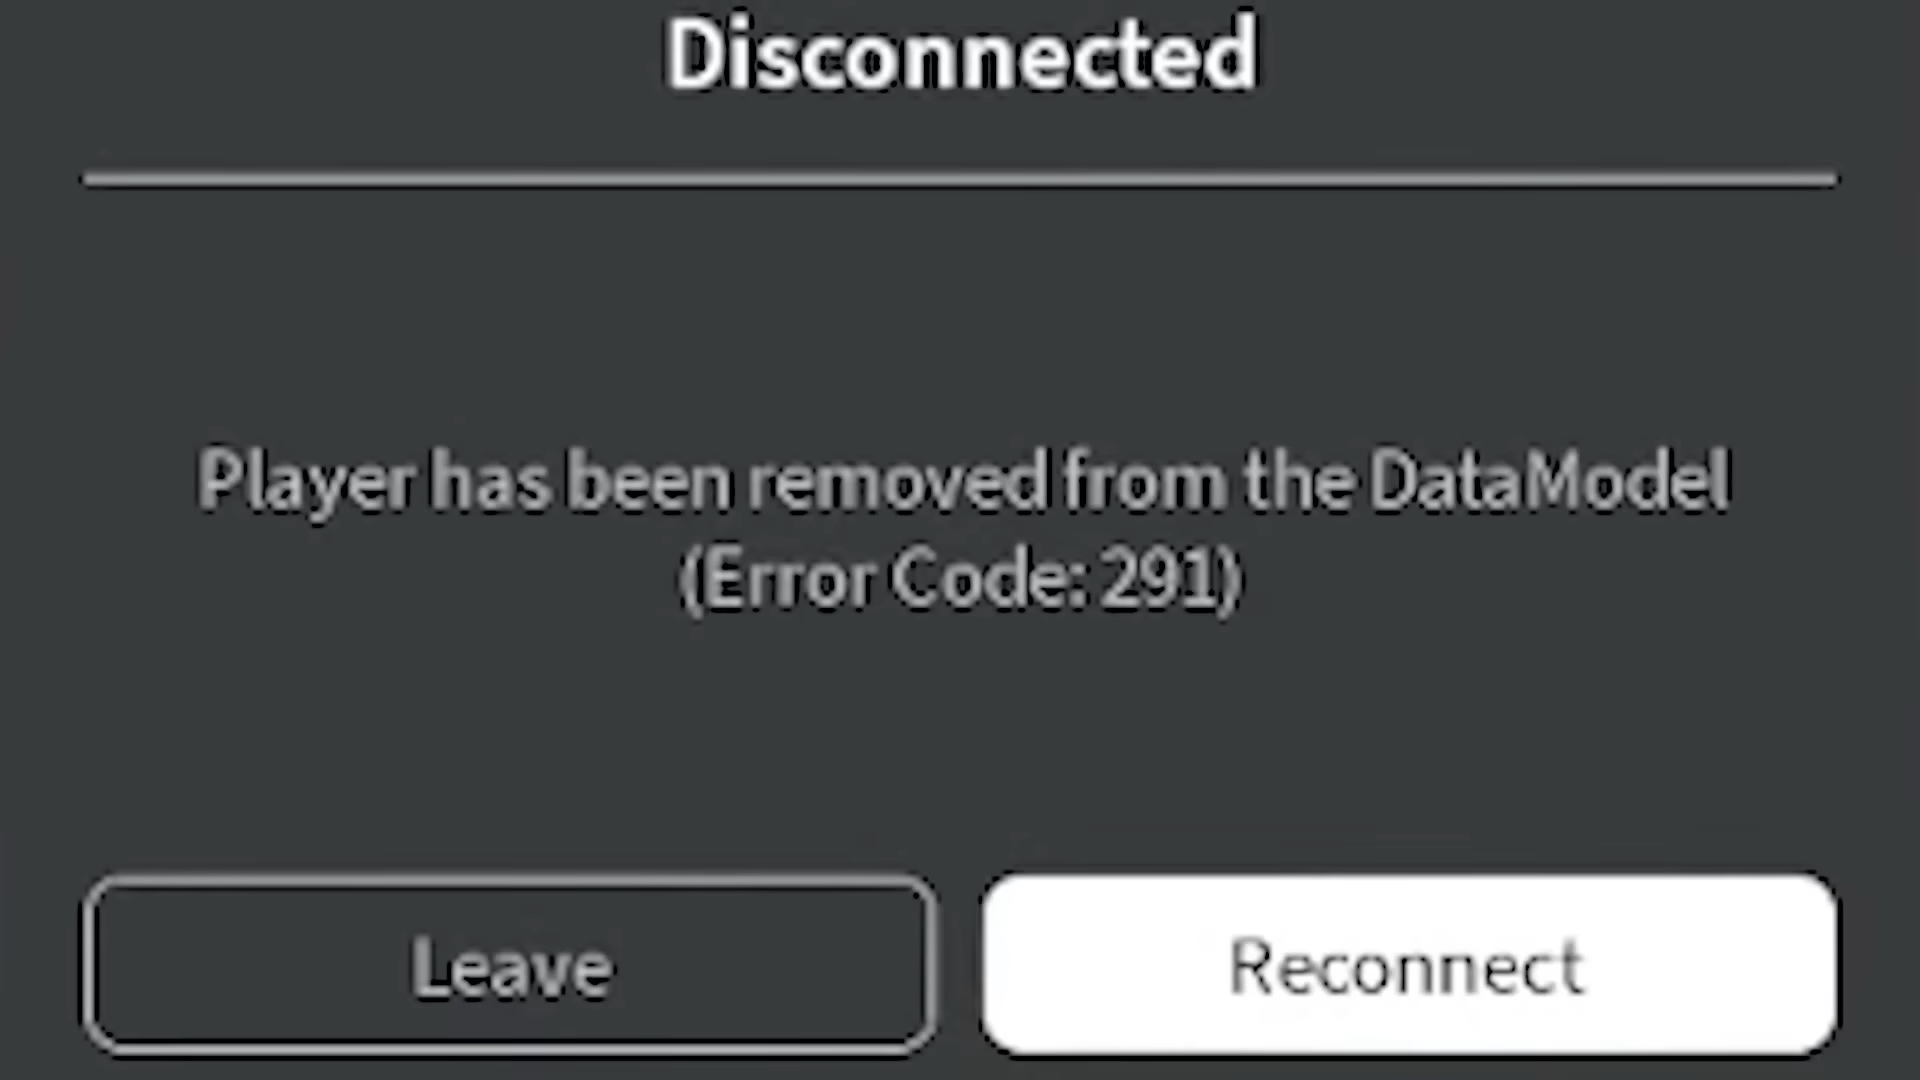 Disconnected
Player has been removed from the DataModel
(Error Code: 291)
Leave
Reconnect